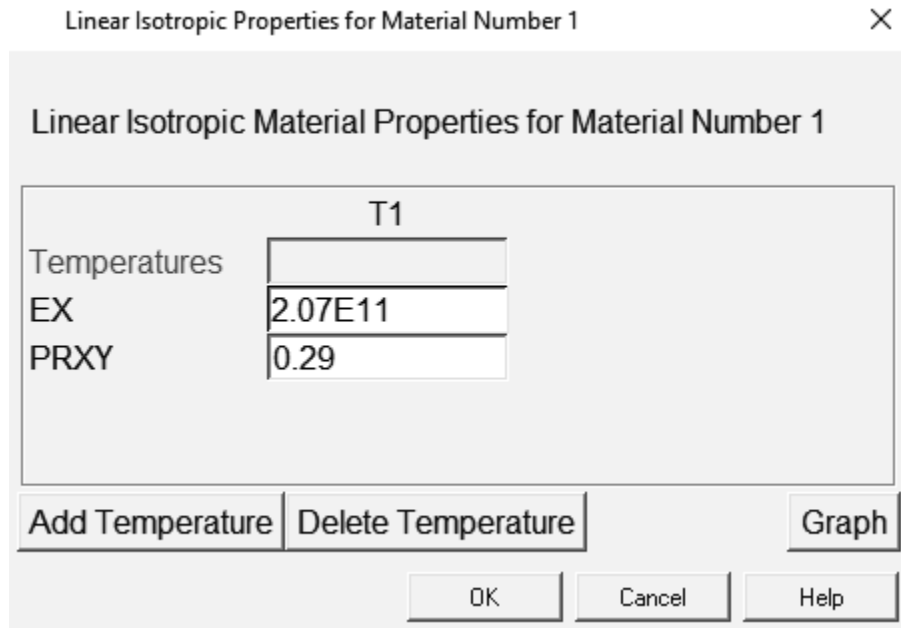 Linear Isotropic Properties for Material Number 1
Linear Isotropic Material Properties for Material Number 1
T1
Temperatures
EX 2.07E11
PRXY 0.29
Add Temperature Delete Temperature Graph
OK Cancel Help